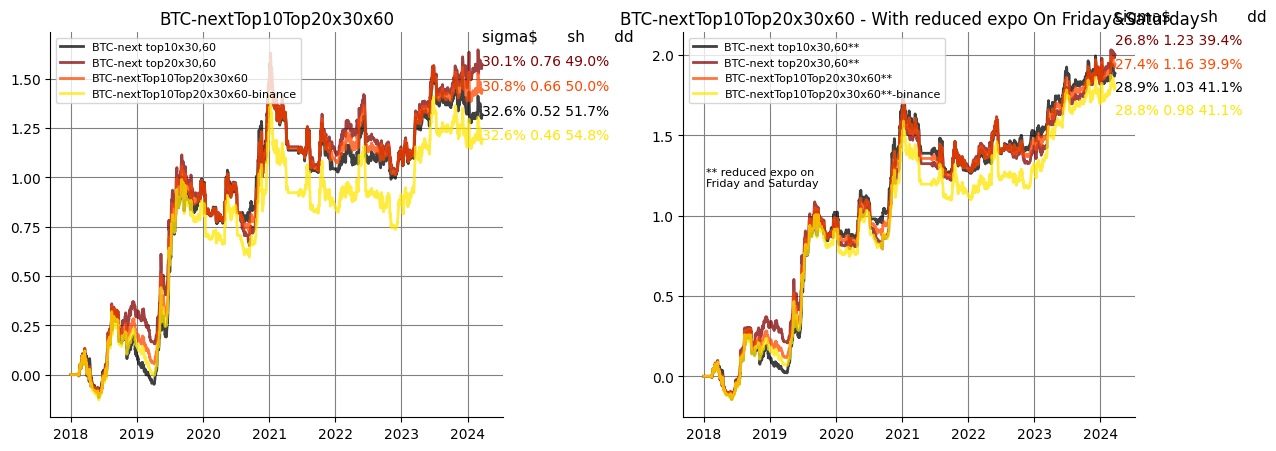 BTC-nextTop10Top20x30x60
sigma$ sh dd
30.1% 0.76 49.0%
30.8% 0.66 50.0%
32.6% 0.52 51.7%
32.6% 0.46 54.8%
BTC-next top10x30,60
BTC-next top20x30,60
BTC-nextTop10Top20x30x60
BTC-nextTop10Top20x30x60-binance
1.50
1.25
1.00
0.75
0.50
0.25
0.00
2018 2019 2020 2021 2022 2023 2024
BTC-nextTop10Top20x30x60 - With reduced expo On Friday&Saturday
sigma$ sh dd
26.8% 1.23 39.4%
27.4% 1.16 39.9%
28.9% 1.03 41.1%
28.8% 0.98 41.1%
BTC-next top10x30,60**
BTC-next top20x30,60**
BTC-nextTop10Top20x30x60**
BTC-nextTop10Top20x30x60**-binance
** reduced expo on
Friday and Saturday
2.0
1.5
1.0
0.5
0.0
2018 2019 2020 2021 2022 2023 2024